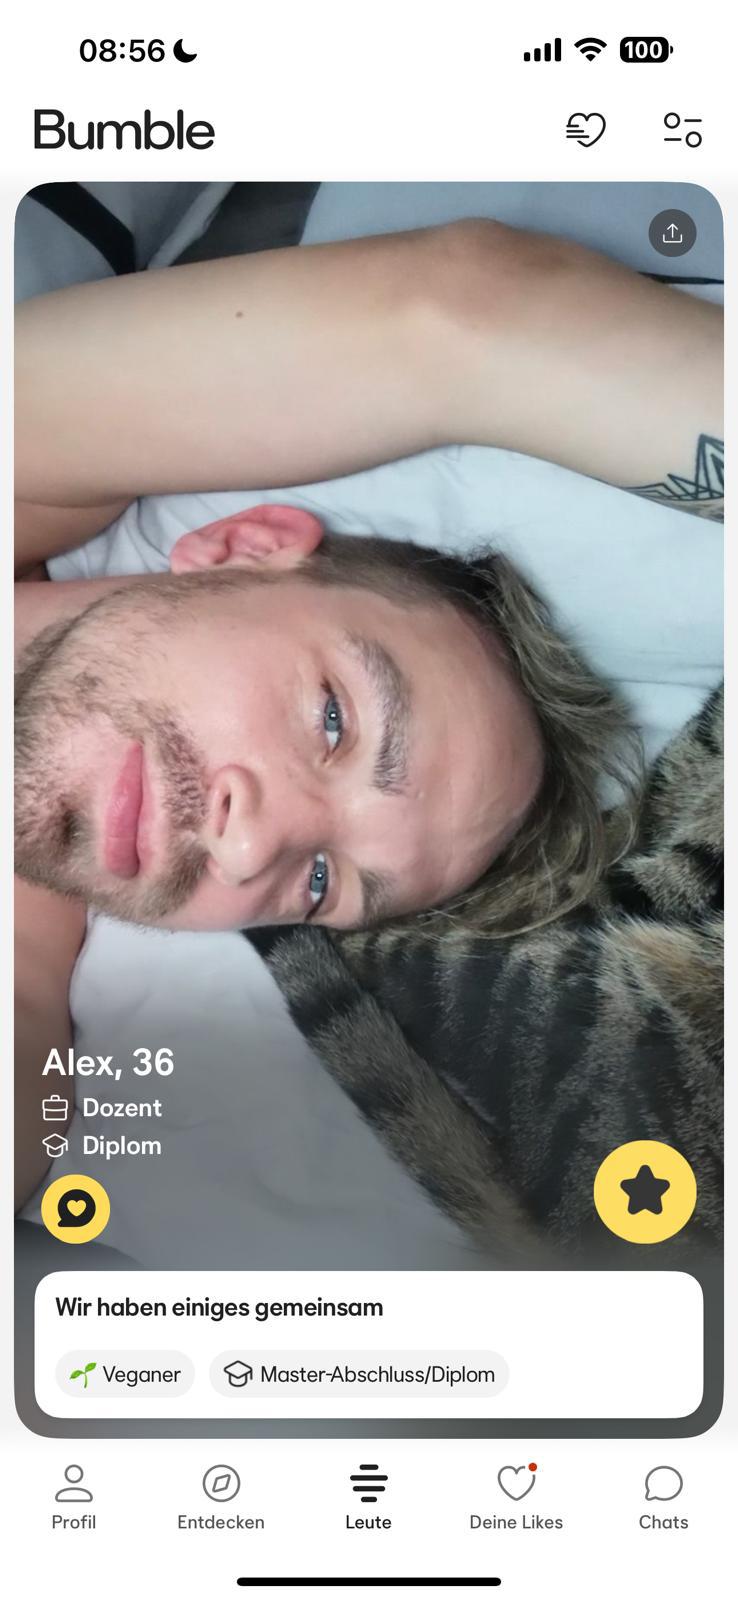 08:56
100
Bumble
Alex, 36
Dozent
Diplom
Wir haben einiges gemeinsam
Veganer
Master-Abschluss/Diplom
Profil
Entdecken
Leute
Deine Likes
Chats